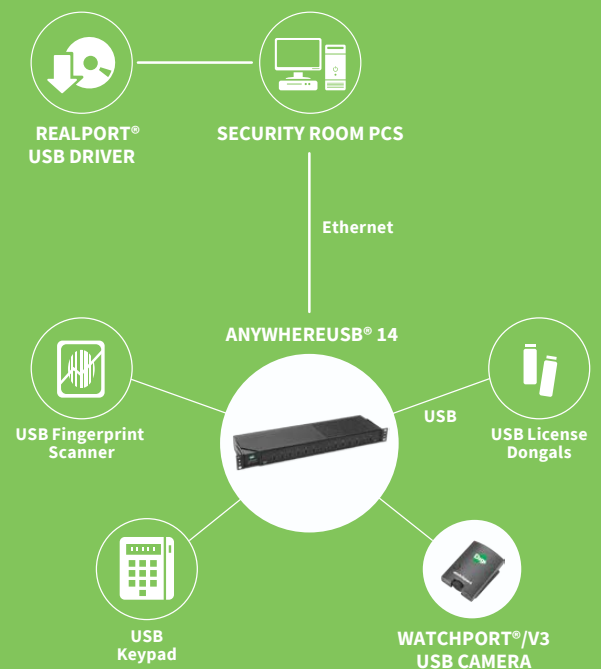 REALPORT®
USB DRIVER
SECURITY ROOM PCS
Ethernet
ANYWHEREUSB® 14
USB Fingerprint
Scanner
USB
USB License
Dongals
USB
Keypad
Digi
WATCHPORT®/V3
USB CAMERA